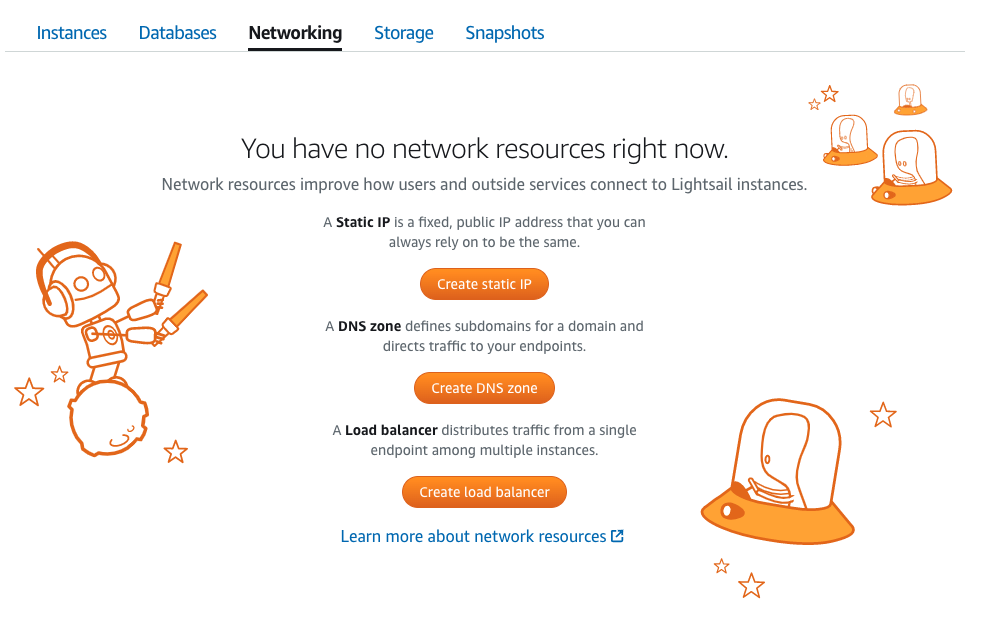 Instances Databases Networking Storage Snapshots
You have no network resources right now.
Network resources improve how users and outside services connect to Lightsail instances.
A Static IP is a fixed, public IP address that you can
always rely on to be the same.
Create static IP
A DNS zone defines subdomains for a domain and
directs traffic to your endpoints.
Create DNS zone
A Load balancer distributes traffic from a single
endpoint among multiple instances.
Create load balancer
Learn more about network resources